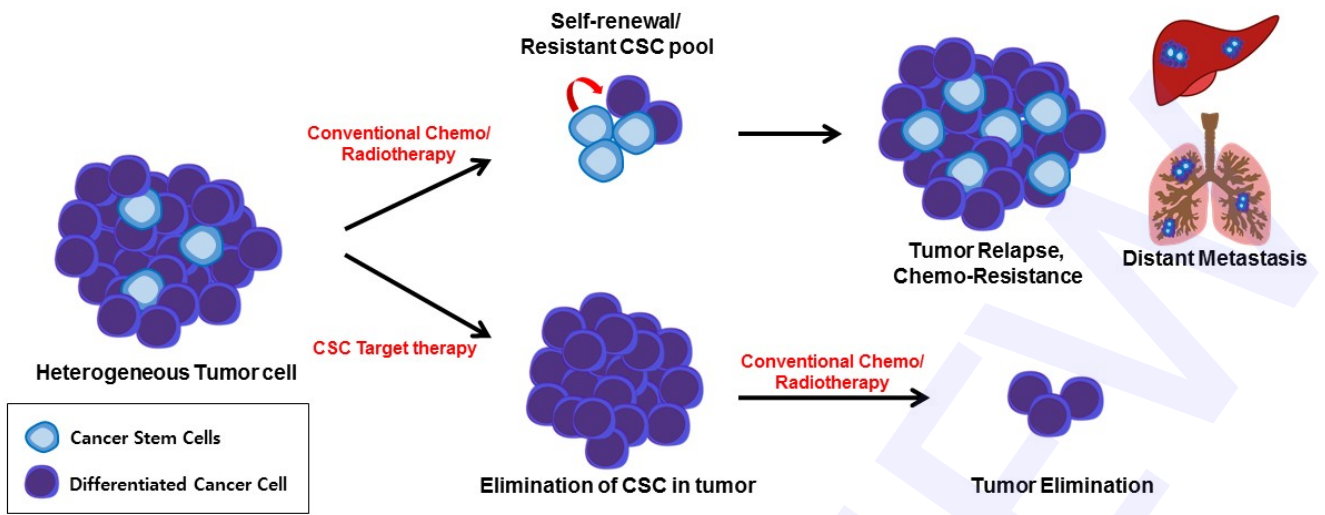 Self-renewal/
Resistant CSC pool
Conventional Chemo/
Radiotherapy
Heterogeneous Tumor cell
CSC Target therapy
Tumor Relapse,
Chemo-Resistance
Distant Metastasis
Conventional Chemo/
Radiotherapy
Elimination of CSC in tumor
Tumor Elimination
Cancer Stem Cells
Differentiated Cancer Cell